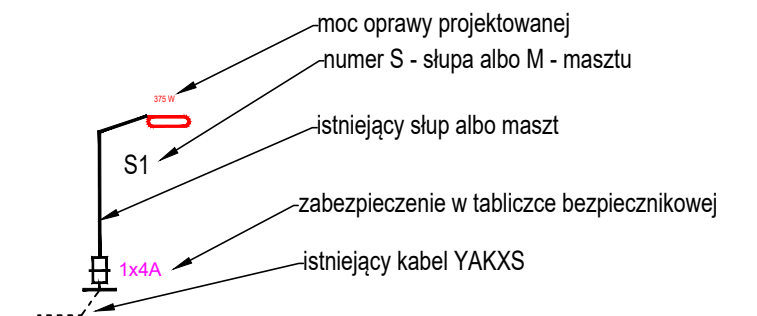 moc oprawy projektowanej
numer S - słupa albo M - masztu
375 W
istniejący słup albo maszt
S1
zabezpieczenie w tabliczce bezpiecznikowej
1x4A
istniejący kabel YAKXS